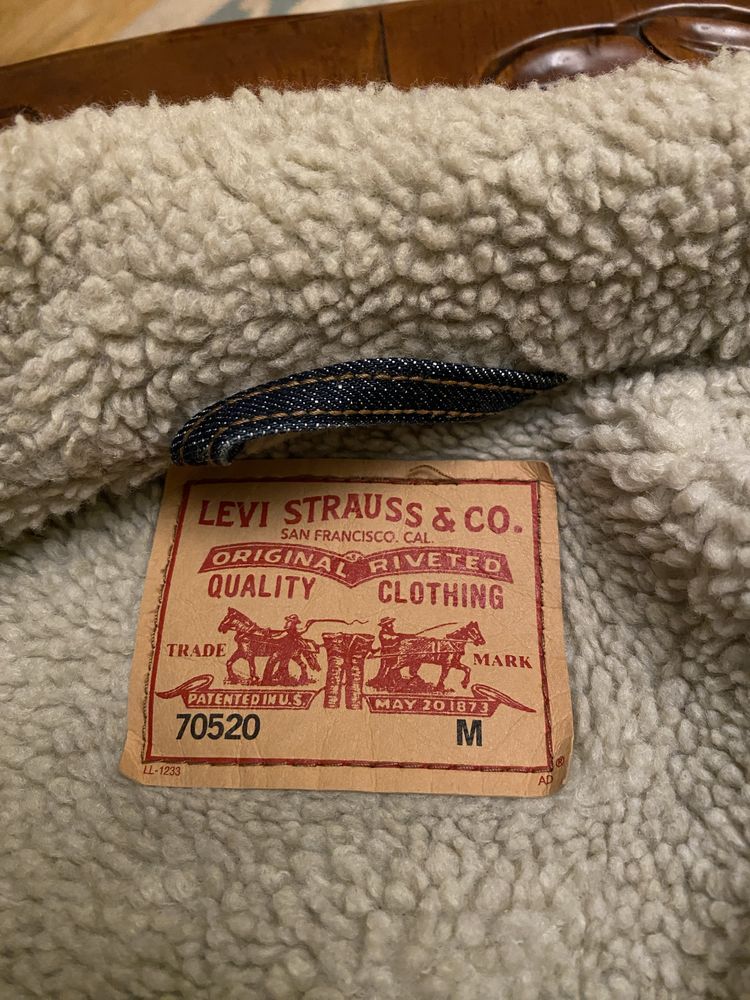 LEVI STRAUSS & CO.
SAN FRANCISCO. CAL.
ORIGINAL RIVETED
QUALITY CLOTHING
TRADE MARK
PATENTED IN U.S. MAY 20 1873
70520 M
LL-1233 AD ®